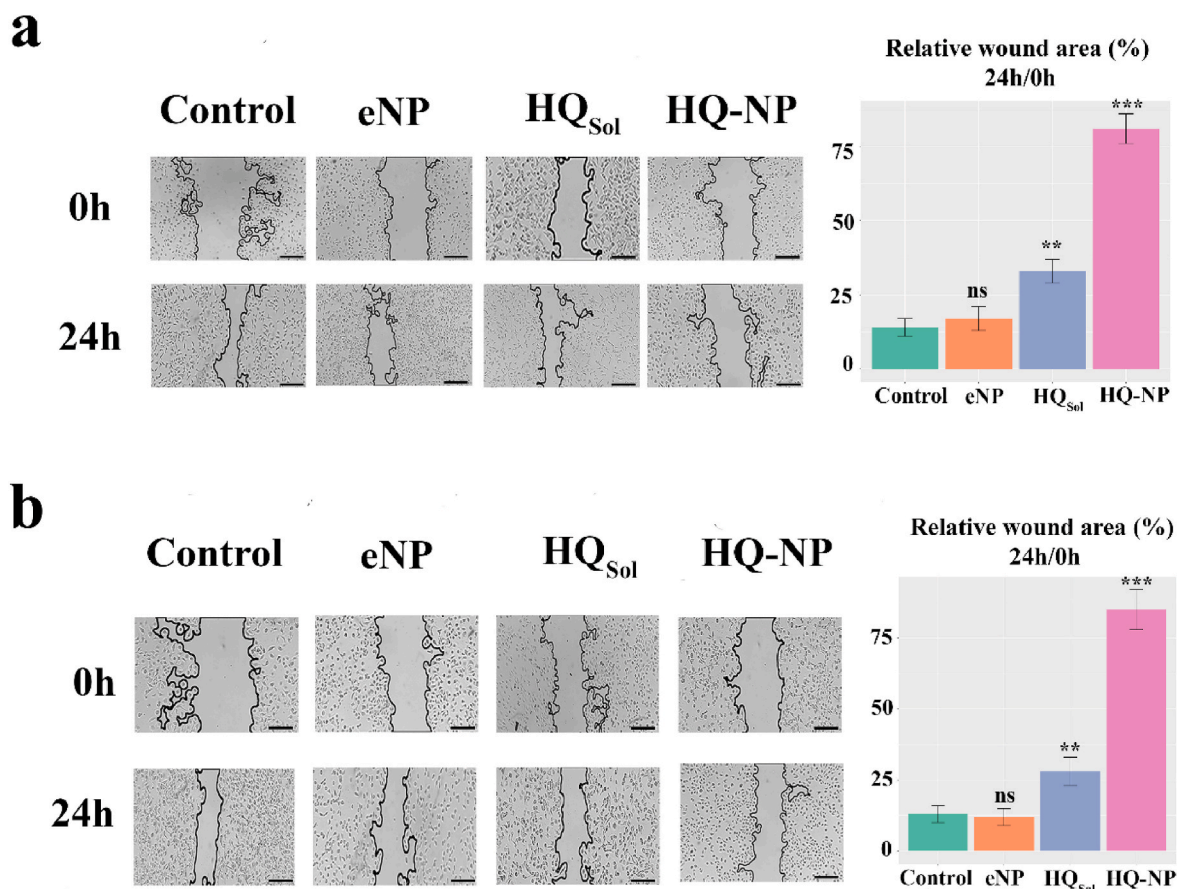 a
Control eNP HQSol HQ-NP
0h
24h
Relative wound area (%)
24h/0h
***
75
50
**
25
ns
0
Control eNP HQSol HQ-NP
b
Control eNP HQSol HQ-NP
0h
24h
Relative wound area (%)
24h/0h
***
75
50
**
25
ns
0
Control eNP HQSol HQ-NP